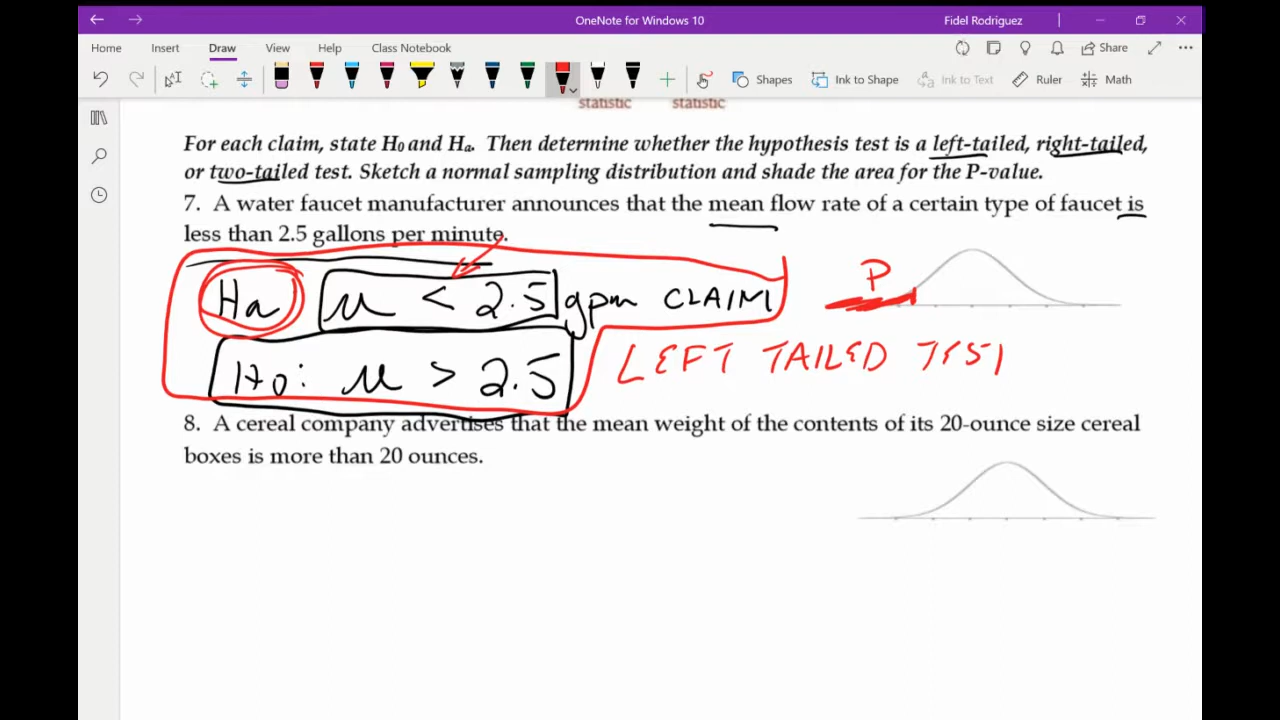 OneNote for Windows 10
Fidel Rodriguez
Home Insert Draw View Help Class Notebook Share
Shapes Ink to Shape Ink to Text Ruler Math
statistic statistic
For each claim, state H0 and Ha. Then determine whether the hypothesis test is a left-tailed, right-tailed,
or two-tailed test. Sketch a normal sampling distribution and shade the area for the P-value.
7. A water faucet manufacturer announces that the mean flow rate of a certain type of faucet is
less than 2.5 gallons per minute.
Ha μ < 2.5 gpm CLAIM
P
Ho: μ > 2.5
LEFT TAILED TEST
8. A cereal company advertises that the mean weight of the contents of its 20-ounce size cereal
boxes is more than 20 ounces.